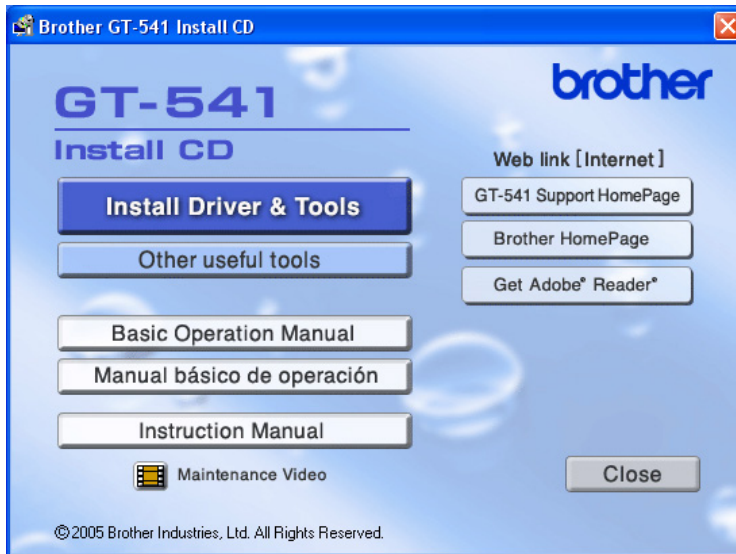 Brother GT-541 Install CD
brother
GT-541
Install CD
Install Driver & Tools
Other useful tools
Basic Operation Manual
Manual básico de operación
Instruction Manual
Maintenance Video
Web link [Internet]
GT-541 Support HomePage
Brother HomePage
Get Adobe® Reader®
Close
©2005 Brother Industries, Ltd. All Rights Reserved.